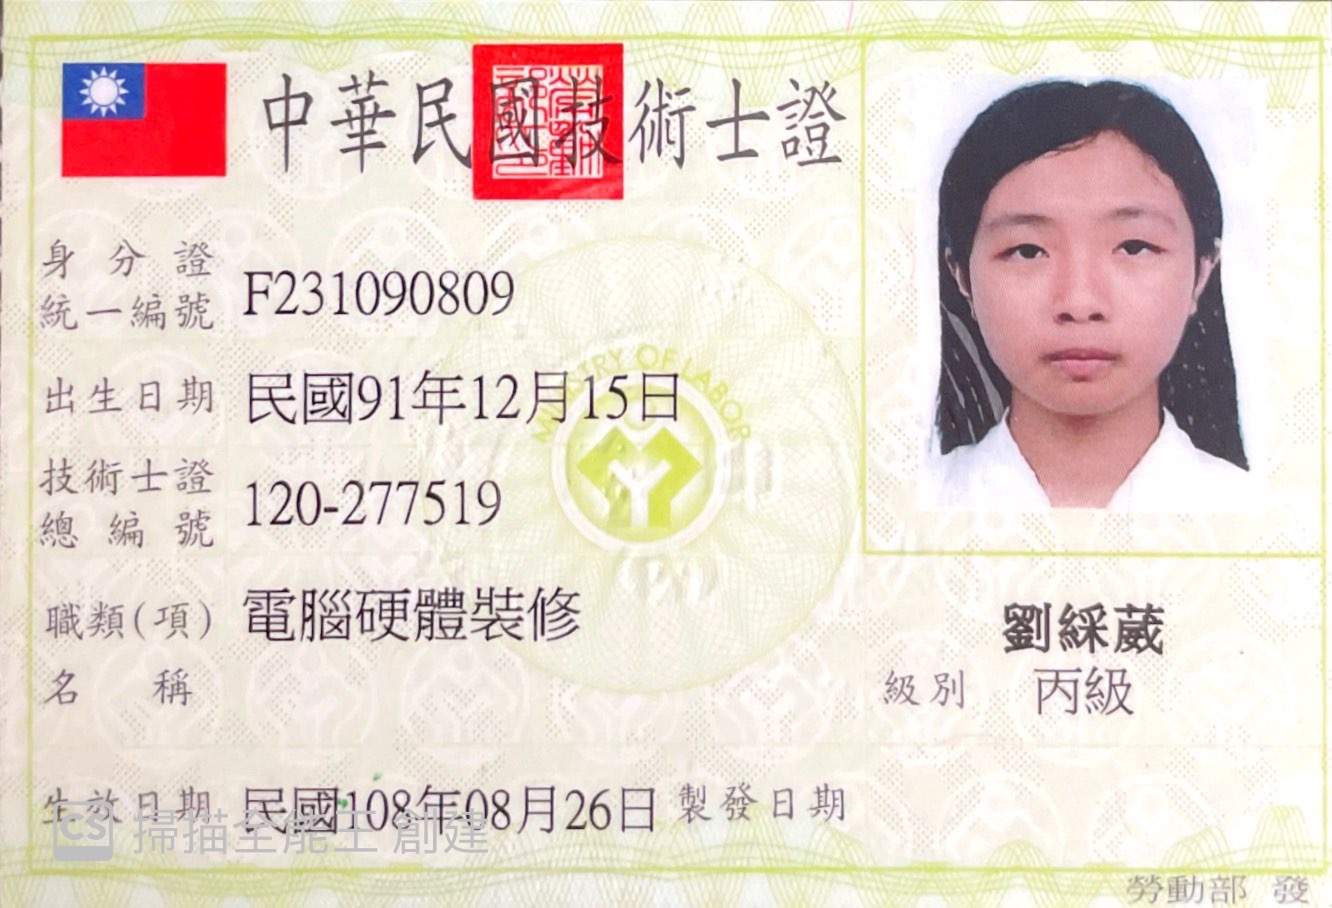 中華民國技術士證
身分證
統一編號 F231090809
出生日期 民國91年12月15日
MINISTRY OF LABOR
技術士證
總編號 120-277519
職類(項) 電腦硬體裝修
名稱
劉綵葳
級別 丙級
生效日期 民國108年08月26日 製發日期
CS 掃描全能王 創建
勞動部 發